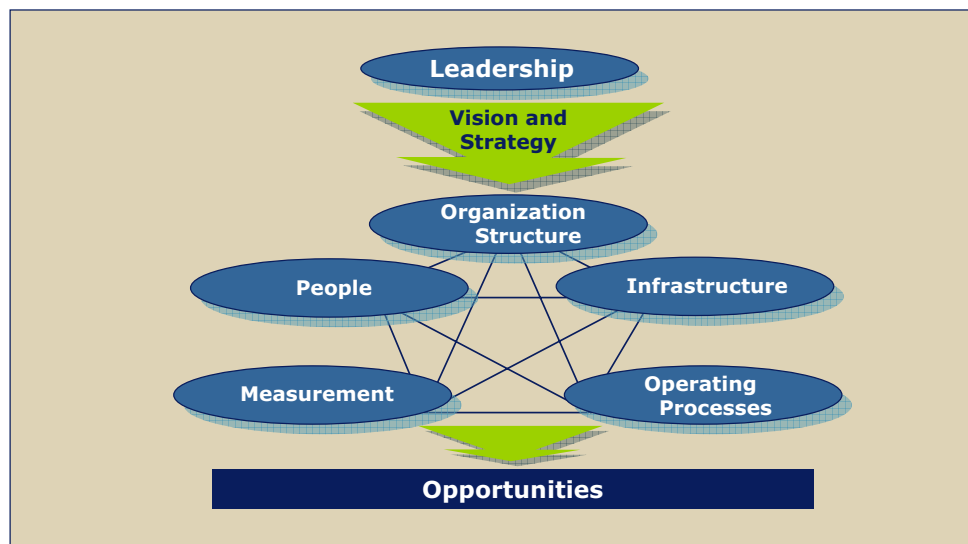 Leadership
Vision and
Strategy
Organization
Structure
People
Infrastructure
Measurement
Operating
Processes
Opportunities